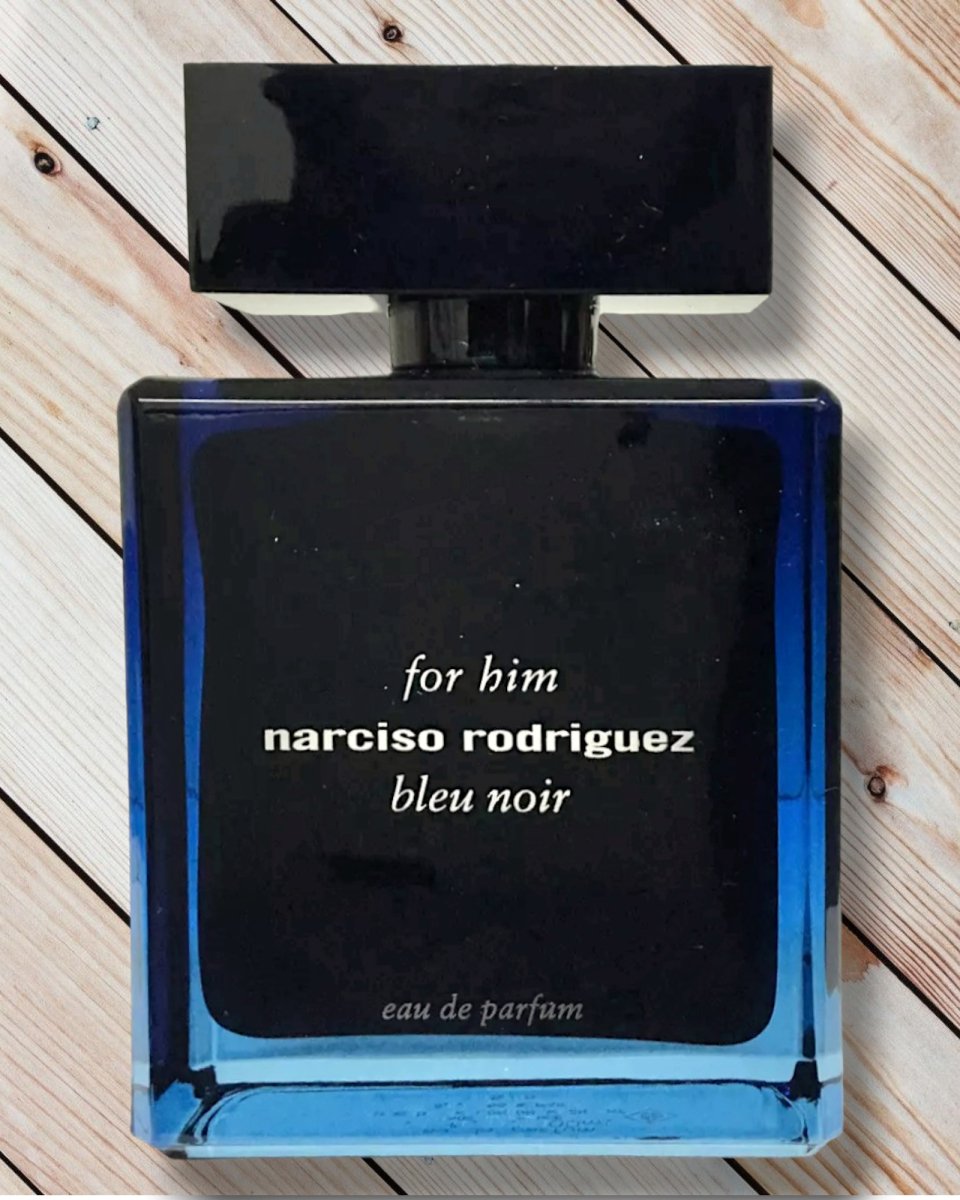 for him
narciso rodriguez
bleu noir
eau de parfum